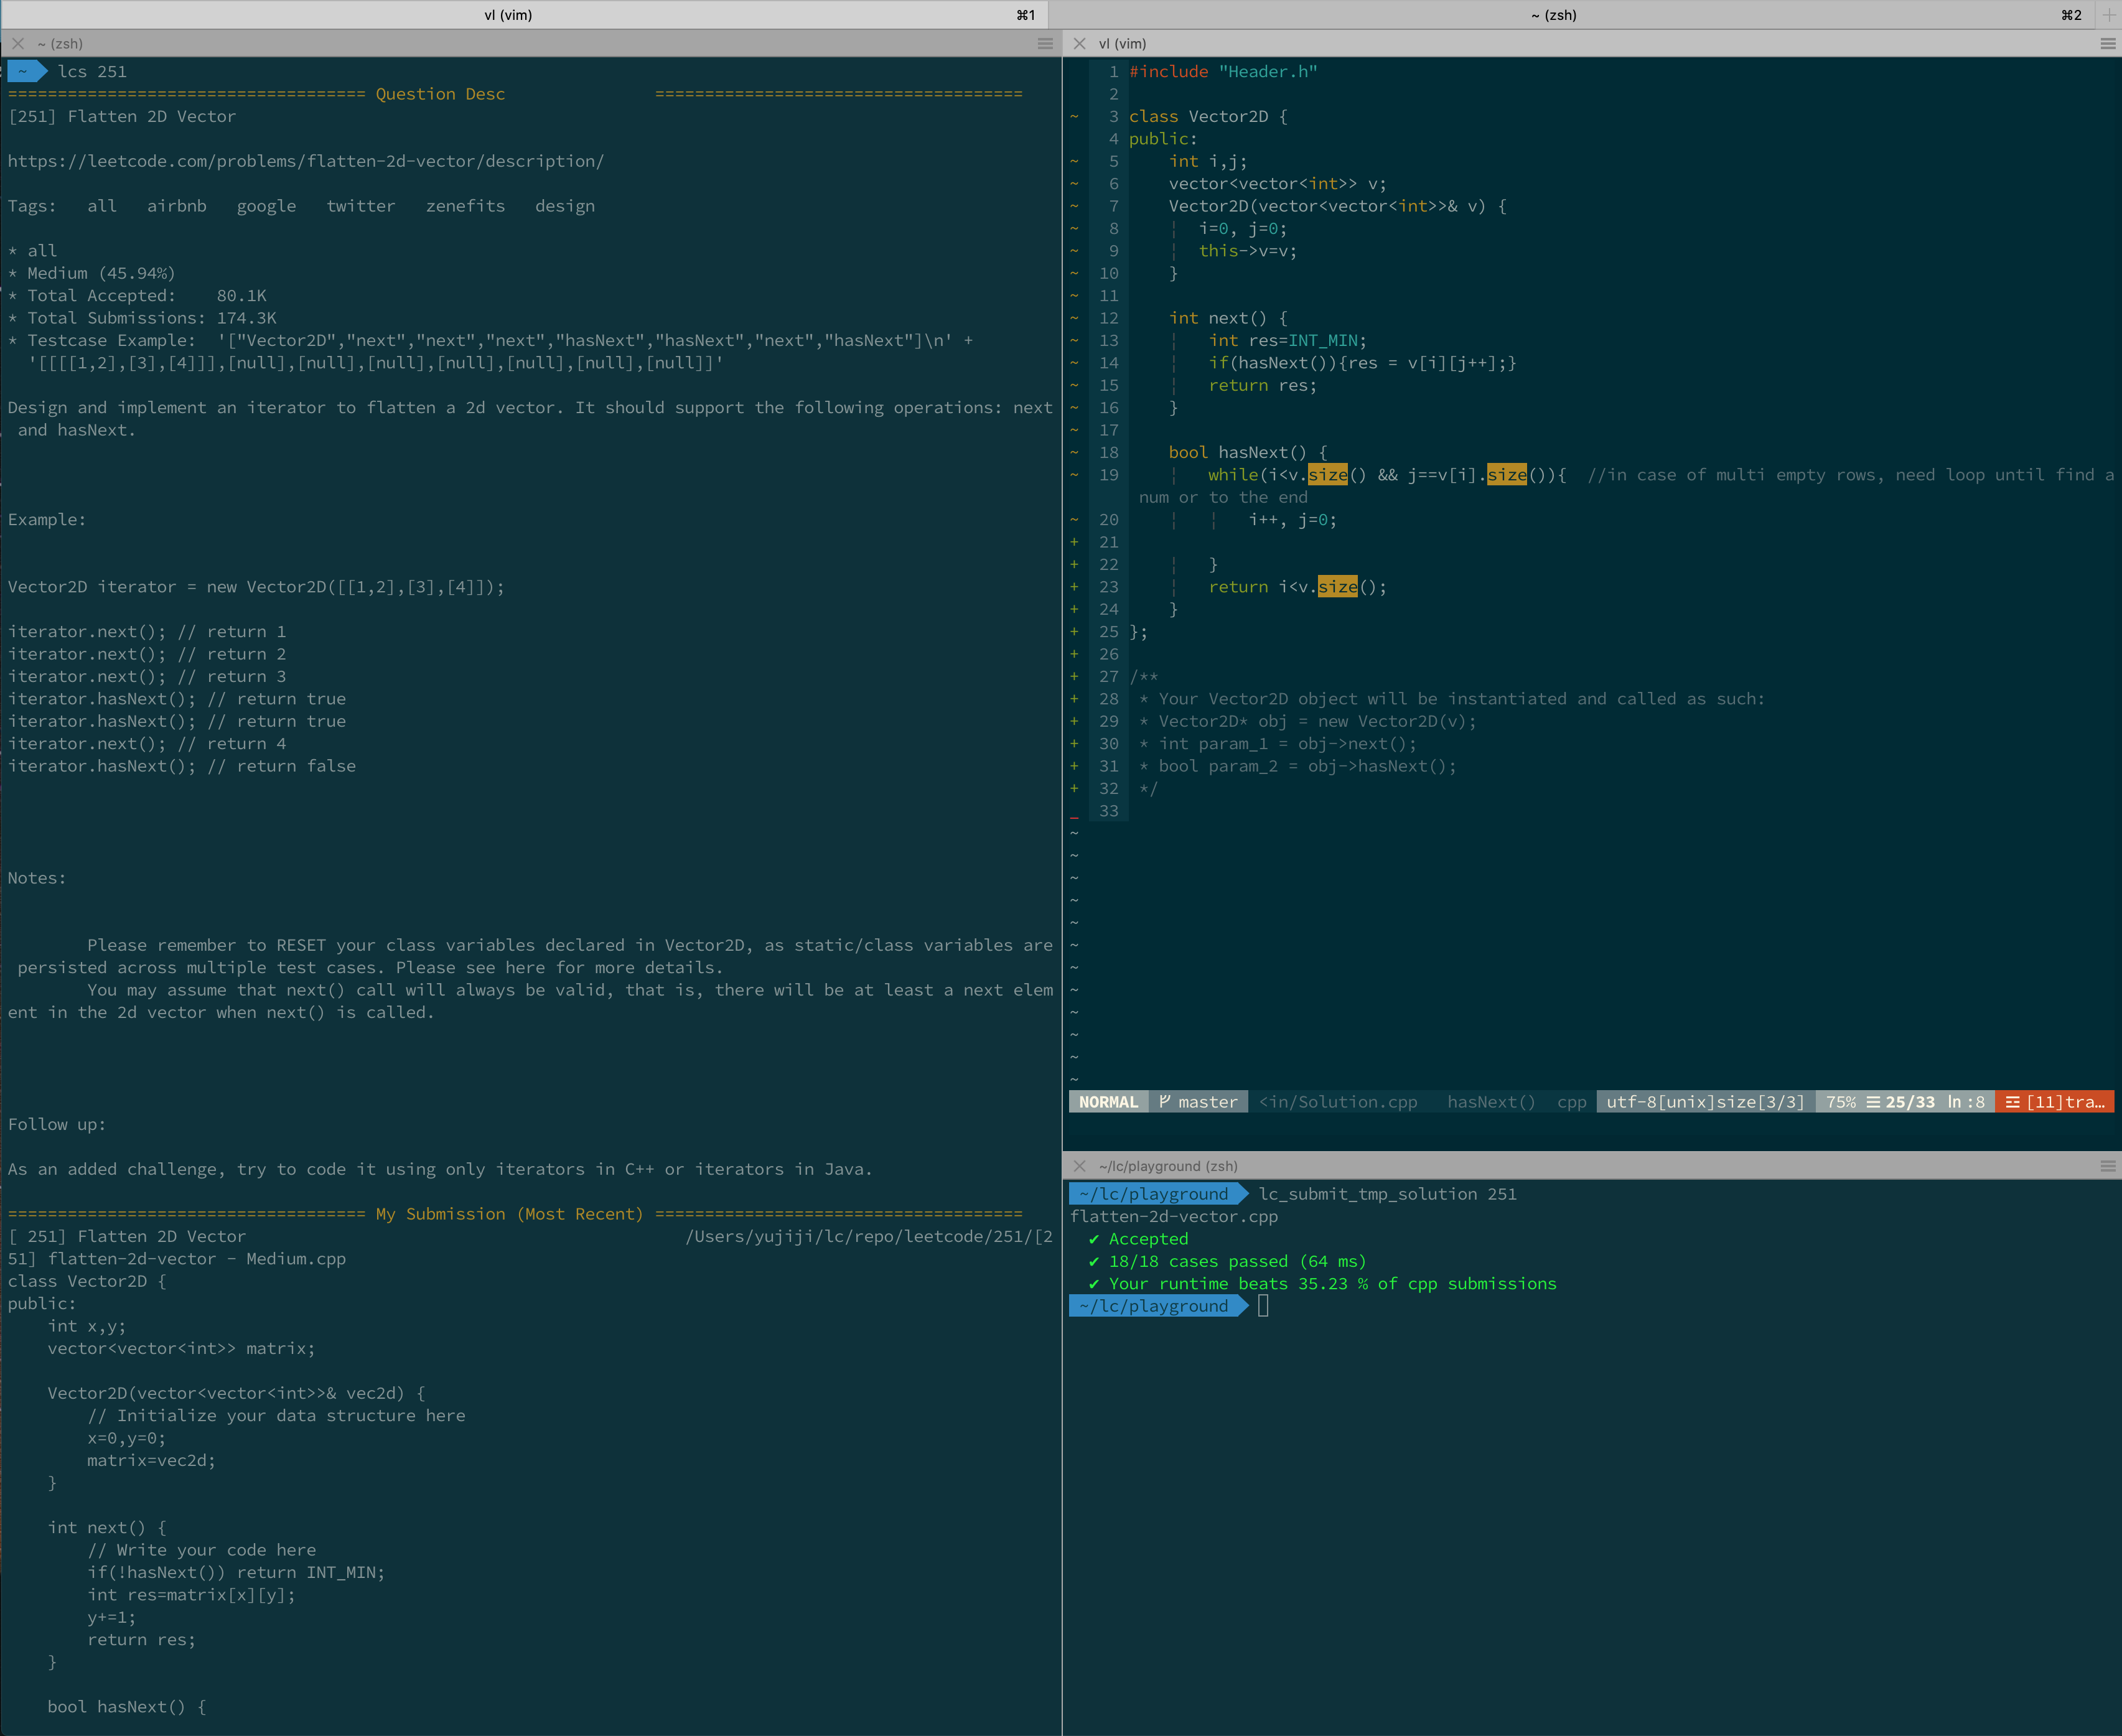 vl (vim) ⌘1
~ (zsh) ⌘2
~ (zsh)
~ lcs 251
==================================== Question Desc =====================================
[251] Flatten 2D Vector
https://leetcode.com/problems/flatten-2d-vector/description/
Tags: all airbnb google twitter zenefits design
* all
* Medium (45.94%)
* Total Accepted: 80.1K
* Total Submissions: 174.3K
* Testcase Example: '["Vector2D","next","next","next","hasNext","hasNext","next","hasNext"]\n' +
'[[[[1,2],[3],[4]]],[null],[null],[null],[null],[null],[null],[null]]'
Design and implement an iterator to flatten a 2d vector. It should support the following operations: next
and hasNext.
Example:
Vector2D iterator = new Vector2D([[1,2],[3],[4]]);
iterator.next(); // return 1
iterator.next(); // return 2
iterator.next(); // return 3
iterator.hasNext(); // return true
iterator.hasNext(); // return true
iterator.next(); // return 4
iterator.hasNext(); // return false
Notes:
Please remember to RESET your class variables declared in Vector2D, as static/class variables are
persisted across multiple test cases. Please see here for more details.
You may assume that next() call will always be valid, that is, there will be at least a next elem
ent in the 2d vector when next() is called.
Follow up:
As an added challenge, try to code it using only iterators in C++ or iterators in Java.
==================================== My Submission (Most Recent) =====================================
[ 251] Flatten 2D Vector /Users/yujiji/lc/repo/leetcode/251/[2
51] flatten-2d-vector - Medium.cpp
class Vector2D {
public:
int x,y;
vector<vector<int>> matrix;
Vector2D(vector<vector<int>>& vec2d) {
// Initialize your data structure here
x=0,y=0;
matrix=vec2d;
}
int next() {
// Write your code here
if(!hasNext()) return INT_MIN;
int res=matrix[x][y];
y+=1;
return res;
}
bool hasNext() {
vl (vim)
1 #include "Header.h"
2
~ 3 class Vector2D {
4 public:
~ 5 int i,j;
~ 6 vector<vector<int>> v;
~ 7 Vector2D(vector<vector<int>>& v) {
~ 8 ¦ i=0, j=0;
~ 9 ¦ this->v=v;
~ 10 }
~ 11
~ 12 int next() {
~ 13 ¦ int res=INT_MIN;
~ 14 ¦ if(hasNext()){res = v[i][j++];}
~ 15 ¦ return res;
~ 16 }
~ 17
~ 18 bool hasNext() {
~ 19 ¦ while(i<v.size() && j==v[i].size()){ //in case of multi empty rows, need loop until find a
num or to the end
~ 20 ¦ ¦ i++, j=0;
+ 21
+ 22 ¦ }
+ 23 ¦ return i<v.size();
+ 24 }
+ 25 };
+ 26
+ 27 /**
+ 28 * Your Vector2D object will be instantiated and called as such:
+ 29 * Vector2D* obj = new Vector2D(v);
+ 30 * int param_1 = obj->next();
+ 31 * bool param_2 = obj->hasNext();
+ 32 */
_ 33
~
~
~
~
~
~
~
~
~
~
~
~
NORMAL master <in/Solution.cpp hasNext() cpp utf-8[unix]size[3/3] 75% ☰ 25/33 ln :8 ☲ [11]tra…
~/lc/playground (zsh)
~/lc/playground lc_submit_tmp_solution 251
flatten-2d-vector.cpp
✔ Accepted
✔ 18/18 cases passed (64 ms)
✔ Your runtime beats 35.23 % of cpp submissions
~/lc/playground